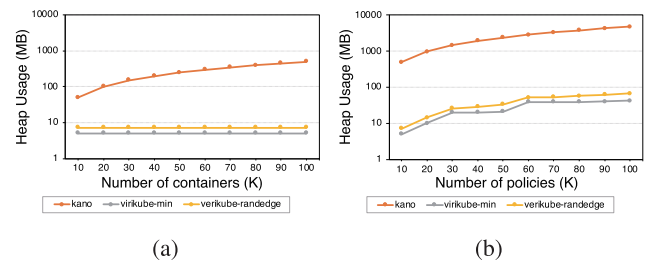 10000
1000
100
10
1
Heap Usage (MB)
10 20 30 40 50 60 70 80 90 100
Number of containers (K)
kano virikube-min verikube-randedge
(a)
10000
1000
100
10
1
Heap Usage (MB)
10 20 30 40 50 60 70 80 90 100
Number of policies (K)
kano virikube-min verikube-randedge
(b)